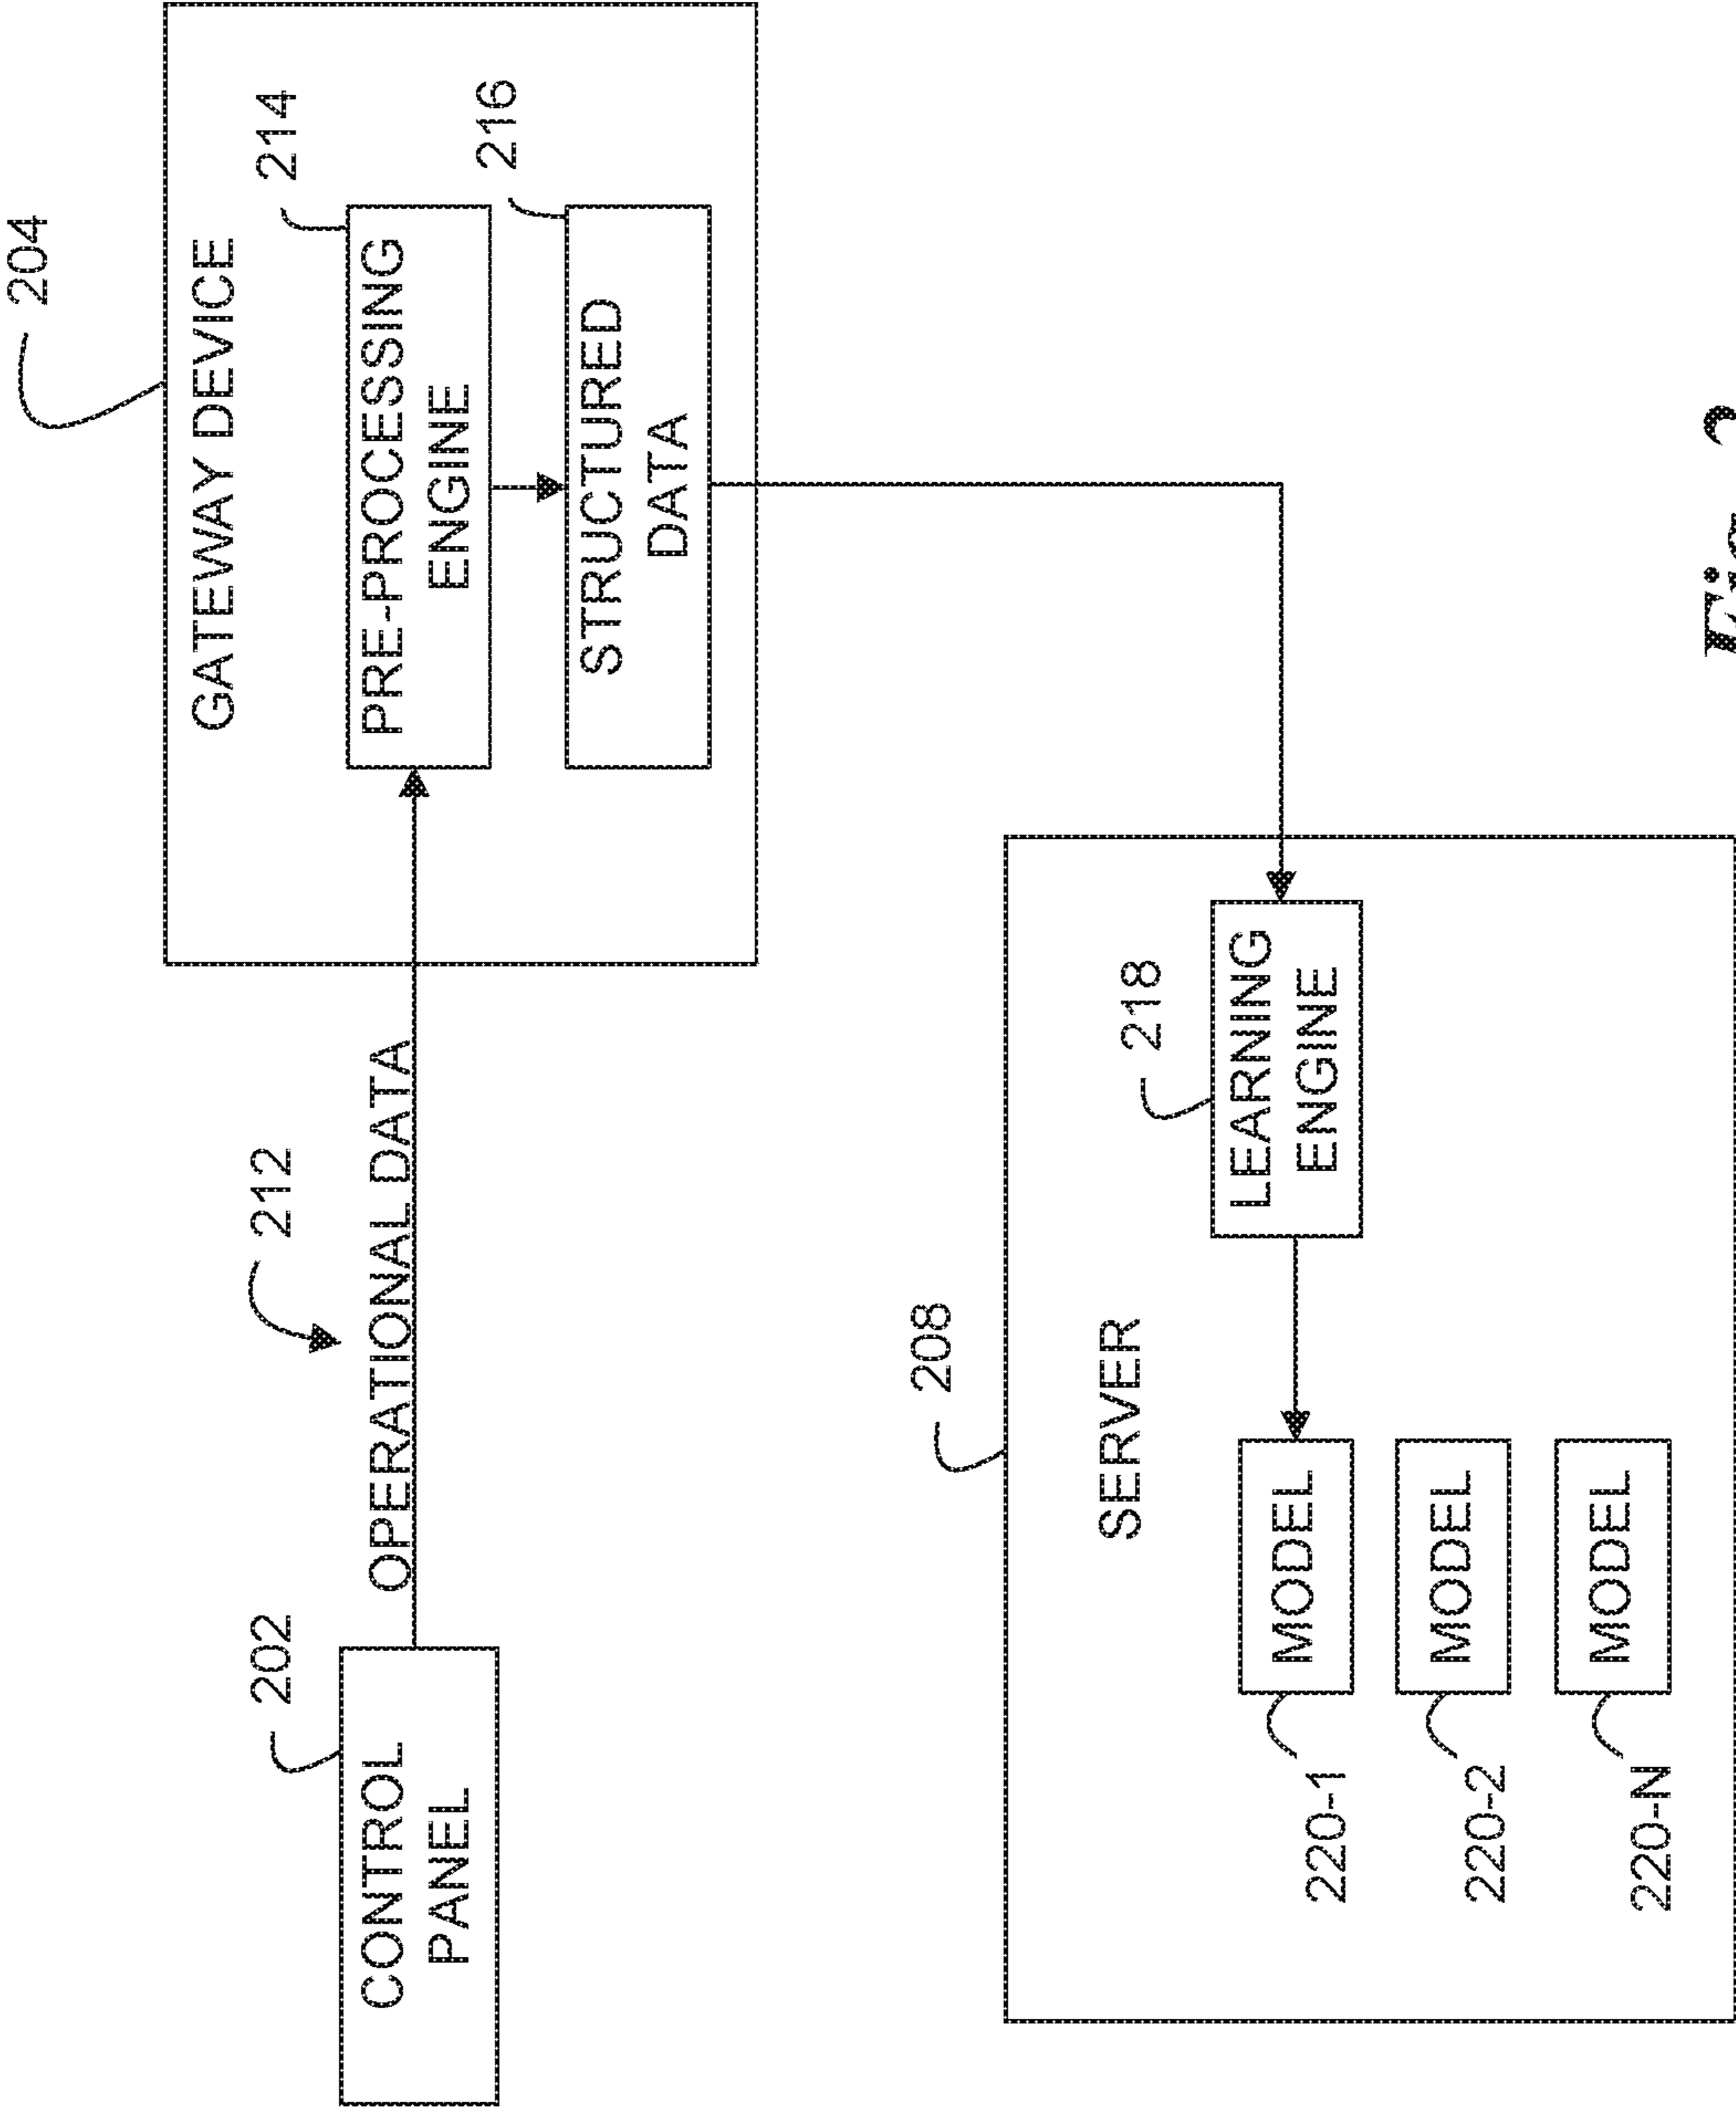 204
GATEWAY DEVICE
214
PRE-PROCESSING
ENGINE
216
STRUCTURED
DATA
212
OPERATIONAL DATA
202
CONTROL
PANEL
208
SERVER
218
LEARNING
ENGINE
MODEL
220-1
MODEL
220-2
MODEL
220-N
Fig.